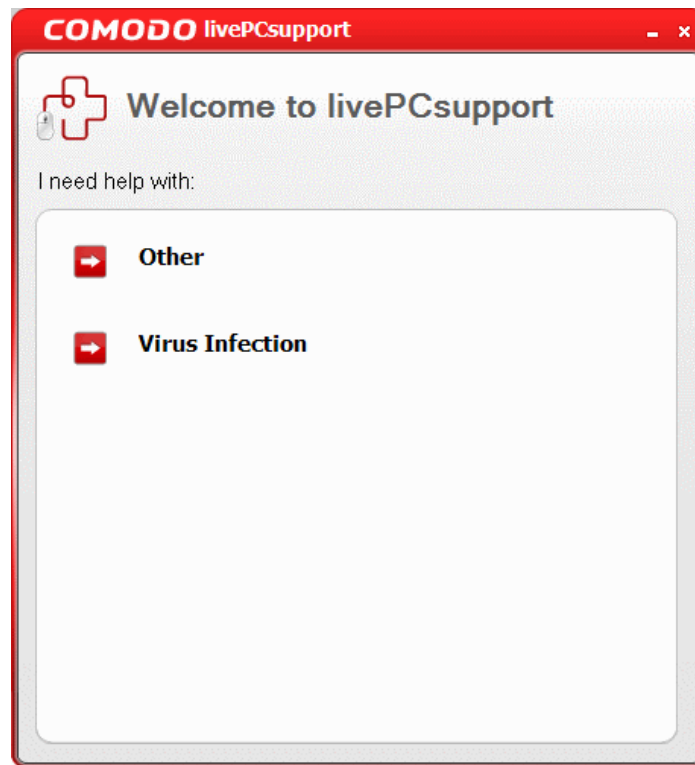 COMODO livePCsupport
Welcome to livePCsupport
I need help with:
Other
Virus Infection